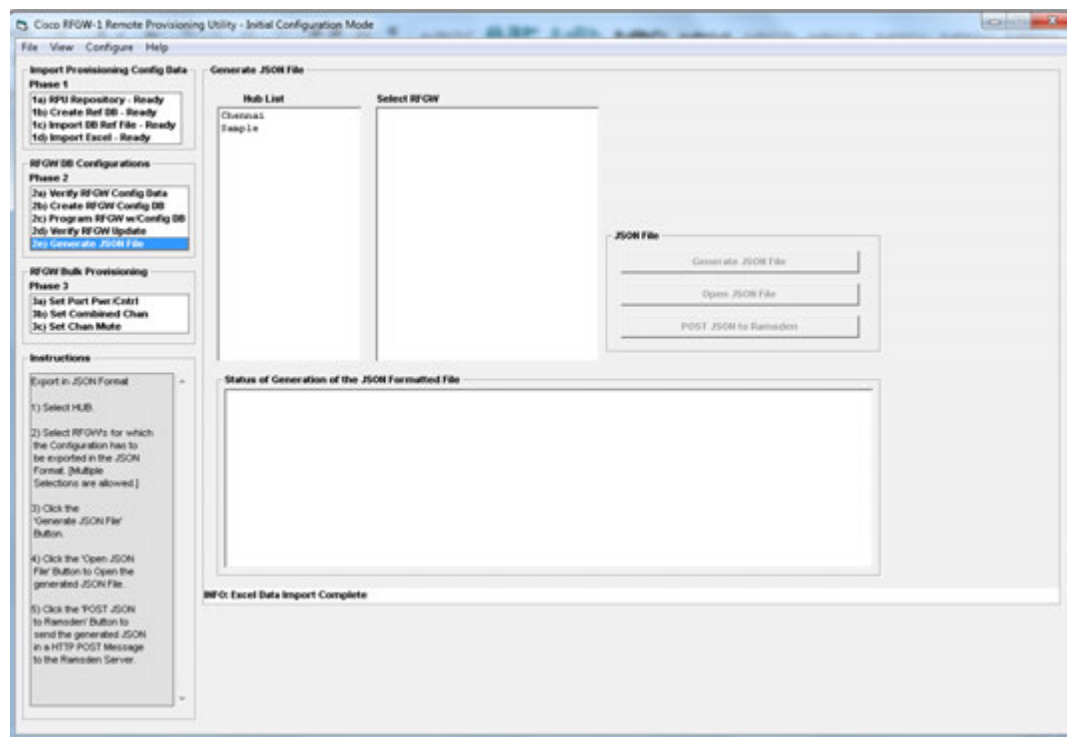 Cisco RFGW-1 Remote Provisioning Utility - Initial Configuration Mode
File View Configure Help
Import Provisioning Config Data
Phase 1
1a) RPU Repository - Ready
1b) Create Ref DB - Ready
1c) Import DB Ref File - Ready
1d) Import Excel - Ready
RFGW DB Configurations
Phase 2
2a) Verify RFGW Config Data
2b) Create RFGW Config DB
2c) Program RFGW w/Config DB
2d) Verify RFGW Update
2e) Generate JSON File
RFGW Bulk Provisioning
Phase 3
3a) Set Port Pwr/Cntrl
3b) Set Combined Chan
3c) Set Chan Mute
Instructions
Export in JSON Format
1) Select HUB.
2) Select RFGW's for which
the Configuration has to
be exported in the JSON
Format. [Multiple
Selections are allowed.]
3) Click the
'Generate JSON File'
Button.
4) Click the 'Open JSON
File' Button to Open the
generated JSON File.
5) Click the 'POST JSON
to Ramsden' Button to
send the generated JSON
in a HTTP POST Message
to the Ramsden Server.
Generate JSON File
Hub List
Chennai
Sample
Select RFGW
JSON File
Generate JSON File
Open JSON File
POST JSON to Ramsden
Status of Generation of the JSON Formatted File
INFO: Excel Data Import Complete